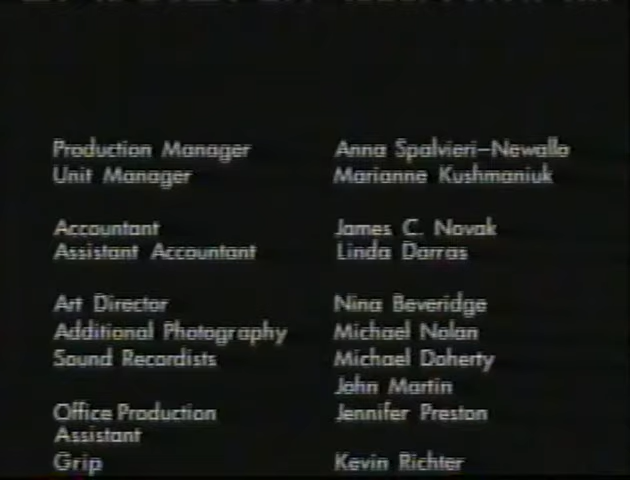 Production Manager Anna Spalvieri-Newallo
Unit Manager Marianne Kushmaniuk
Accountant James C. Novak
Assistant Accountant Linda Darras
Art Director Nina Beveridge
Additional Photography Michael Nolan
Sound Recordists Michael Doherty
John Martin
Office Production Jennifer Preston
Assistant
Grip Kevin Richter